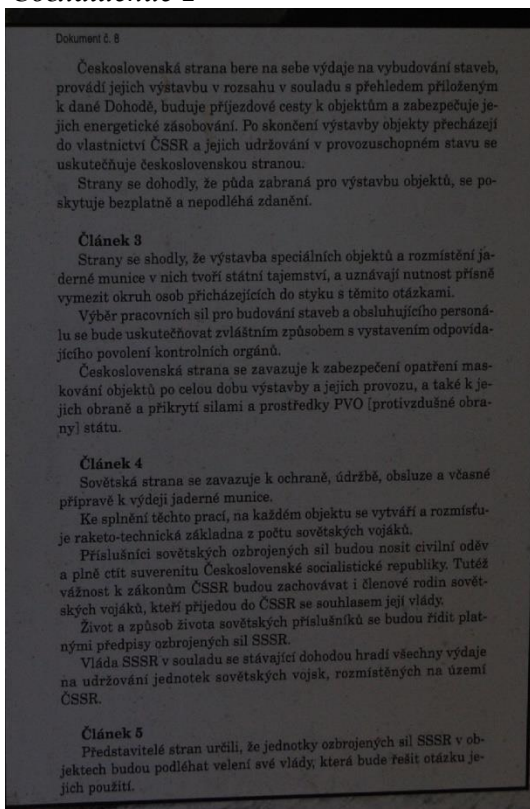 Dokument č. 8
Československá strana bere na sebe výdaje na vybudování staveb,
provádí jejich výstavbu v rozsahu v souladu s přehledem přiloženým
k dané Dohodě, buduje příjezdové cesty k objektům a zabezpečuje je-
jich energetické zásobování. Po skončení výstavby objekty přecházejí
do vlastnictví ČSSR a jejich udržování v provozuschopném stavu se
uskutečňuje československou stranou.
Strany se dohodly, že půda zabraná pro výstavbu objektů, se po-
skytuje bezplatně a nepodléhá zdanění.
Článek 3
Strany se shodly, že výstavba speciálních objektů a rozmístění ja-
derné munice v nich tvoří státní tajemství, a uznávají nutnost přísně
vymezit okruh osob přicházejících do styku s těmito otázkami.
Výběr pracovních sil pro budování staveb a obsluhujícího personá-
lu se bude uskutečňovat zvláštním způsobem s vystavením odpovída-
jícího povolení kontrolních orgánů.
Československá strana se zavazuje k zabezpečení opatření mas-
kování objektů po celou dobu výstavby a jejich provozu, a také k je-
jich obraně a přikrytí silami a prostředky PVO [protivzdušné obra-
ny] státu.
Článek 4
Sovětská strana se zavazuje k ochraně, údržbě, obsluze a včasné
přípravě k výdeji jaderné munice.
Ke splnění těchto prací, na každém objektu se vytváří a rozmisťu-
je raketo-technická základna z počtu sovětských vojáků.
Příslušníci sovětských ozbrojených sil budou nosit civilní oděv
a plně ctít suverenitu Československé socialistické republiky. Tutéž
vážnost k zákonům ČSSR budou zachovávat i členové rodin sovět-
ských vojáků, kteří přijedou do ČSSR se souhlasem její vlády.
Život a způsob života sovětských příslušníků se budou řídit plat-
nými předpisy ozbrojených sil SSSR.
Vláda SSSR v souladu se stávající dohodou hradí všechny výdaje
na udržování jednotek sovětských vojsk, rozmístěných na území
ČSSR.
Článek 5
Představitelé stran určili, že jednotky ozbrojených sil SSSR v ob-
jektech budou podléhat velení své vlády, která bude řešit otázku je-
jich použití.